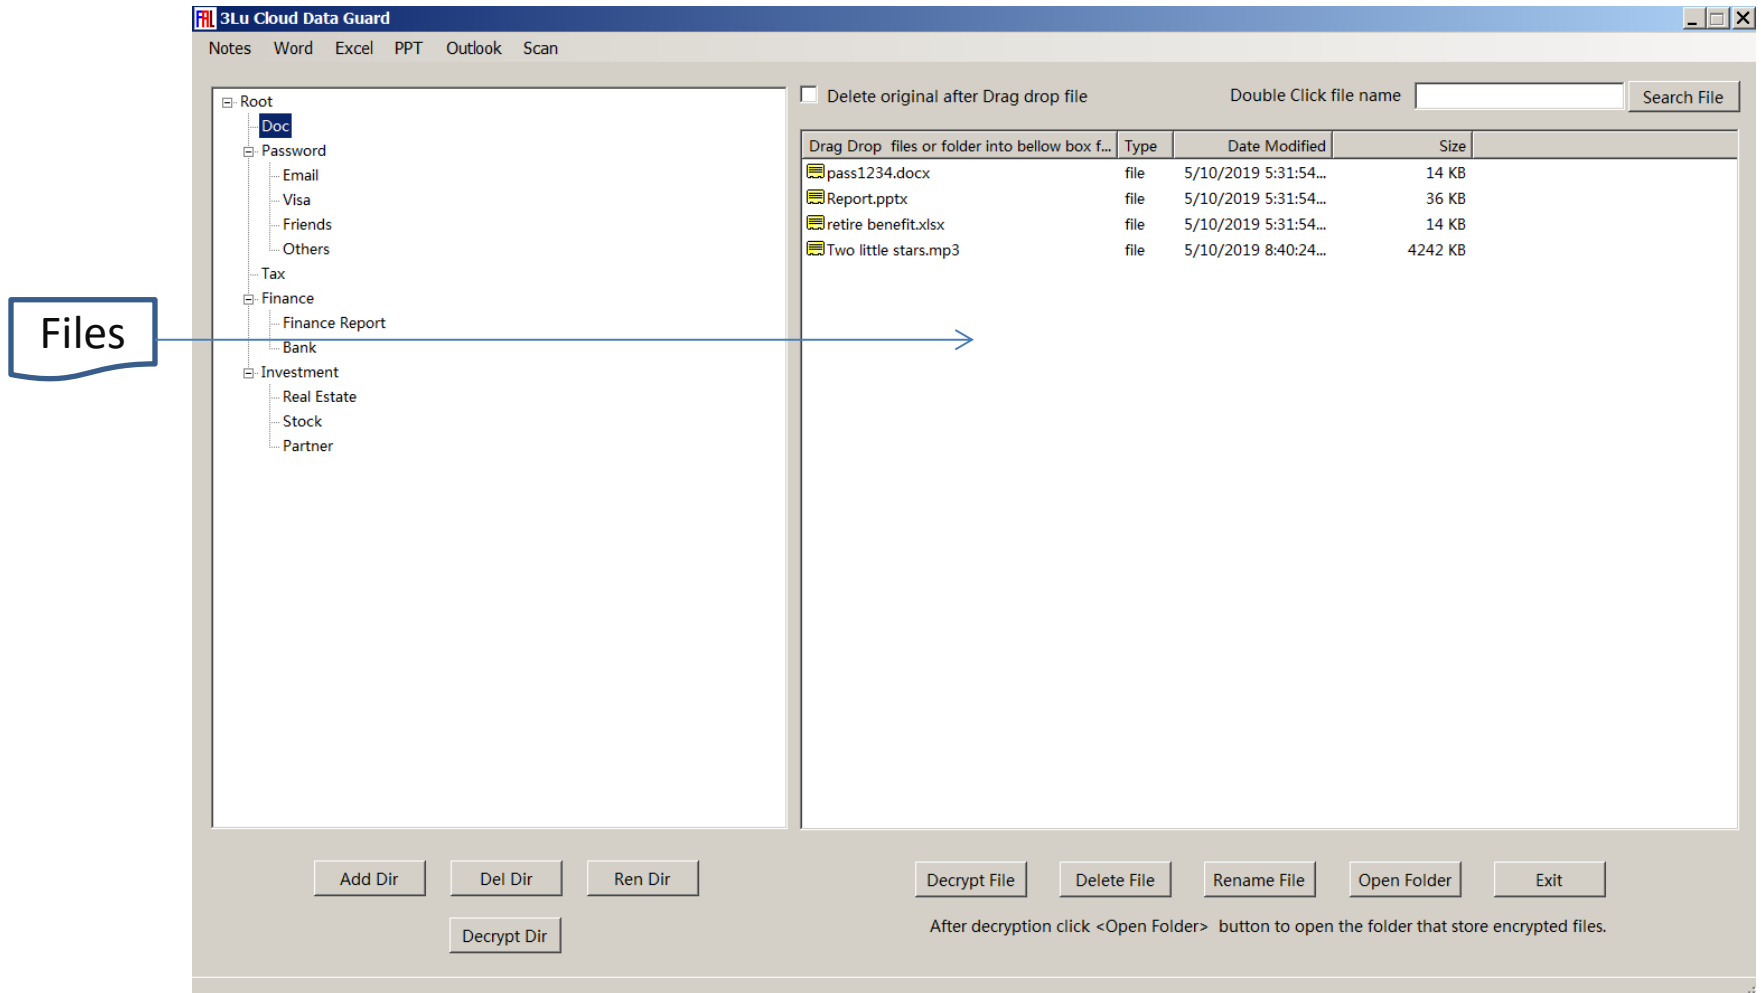 FAL 3Lu Cloud Data Guard
Notes Word Excel PPT Outlook Scan
Root
Doc
Password
Email
Visa
Friends
Others
Tax
Finance
Finance Report
Bank
Investment
Real Estate
Stock
Partner
Files
Delete original after Drag drop file
Double Click file name
Search File
Drag Drop files or folder into bellow box f... Type Date Modified Size
pass1234.docx file 5/10/2019 5:31:54... 14 KB
Report.pptx file 5/10/2019 5:31:54... 36 KB
retire benefit.xlsx file 5/10/2019 5:31:54... 14 KB
Two little stars.mp3 file 5/10/2019 8:40:24... 4242 KB
Add Dir Del Dir Ren Dir
Decrypt Dir
Decrypt File Delete File Rename File Open Folder Exit
After decryption click <Open Folder> button to open the folder that store encrypted files.